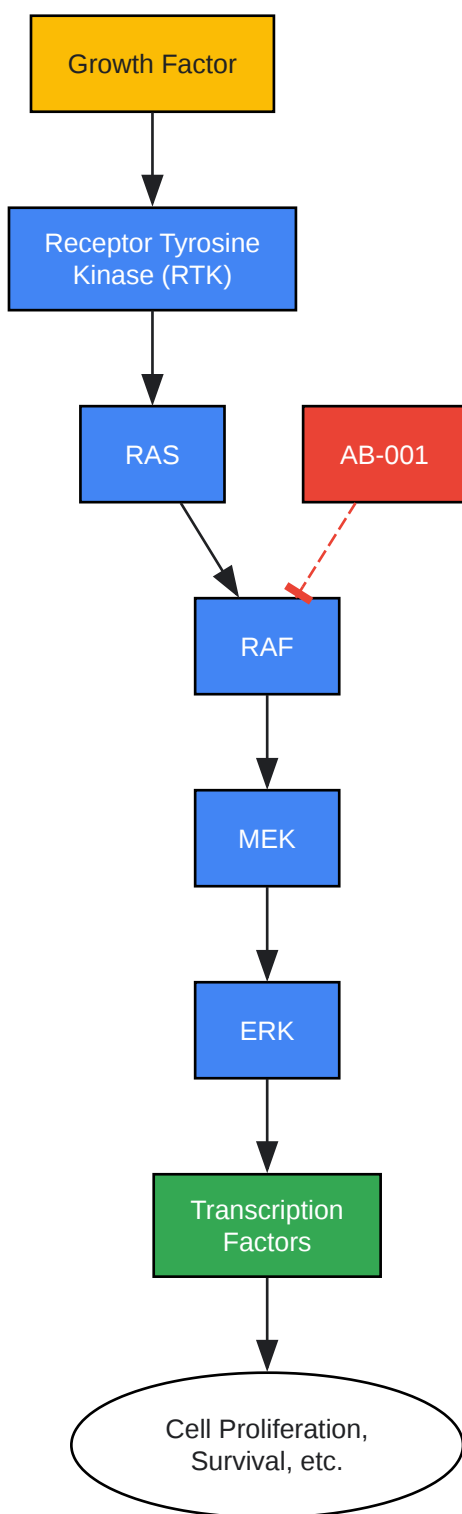 Growth Factor
Receptor Tyrosine
Kinase (RTK)
RAS
AB-001
RAF
MEK
ERK
Transcription
Factors
Cell Proliferation,
Survival, etc.